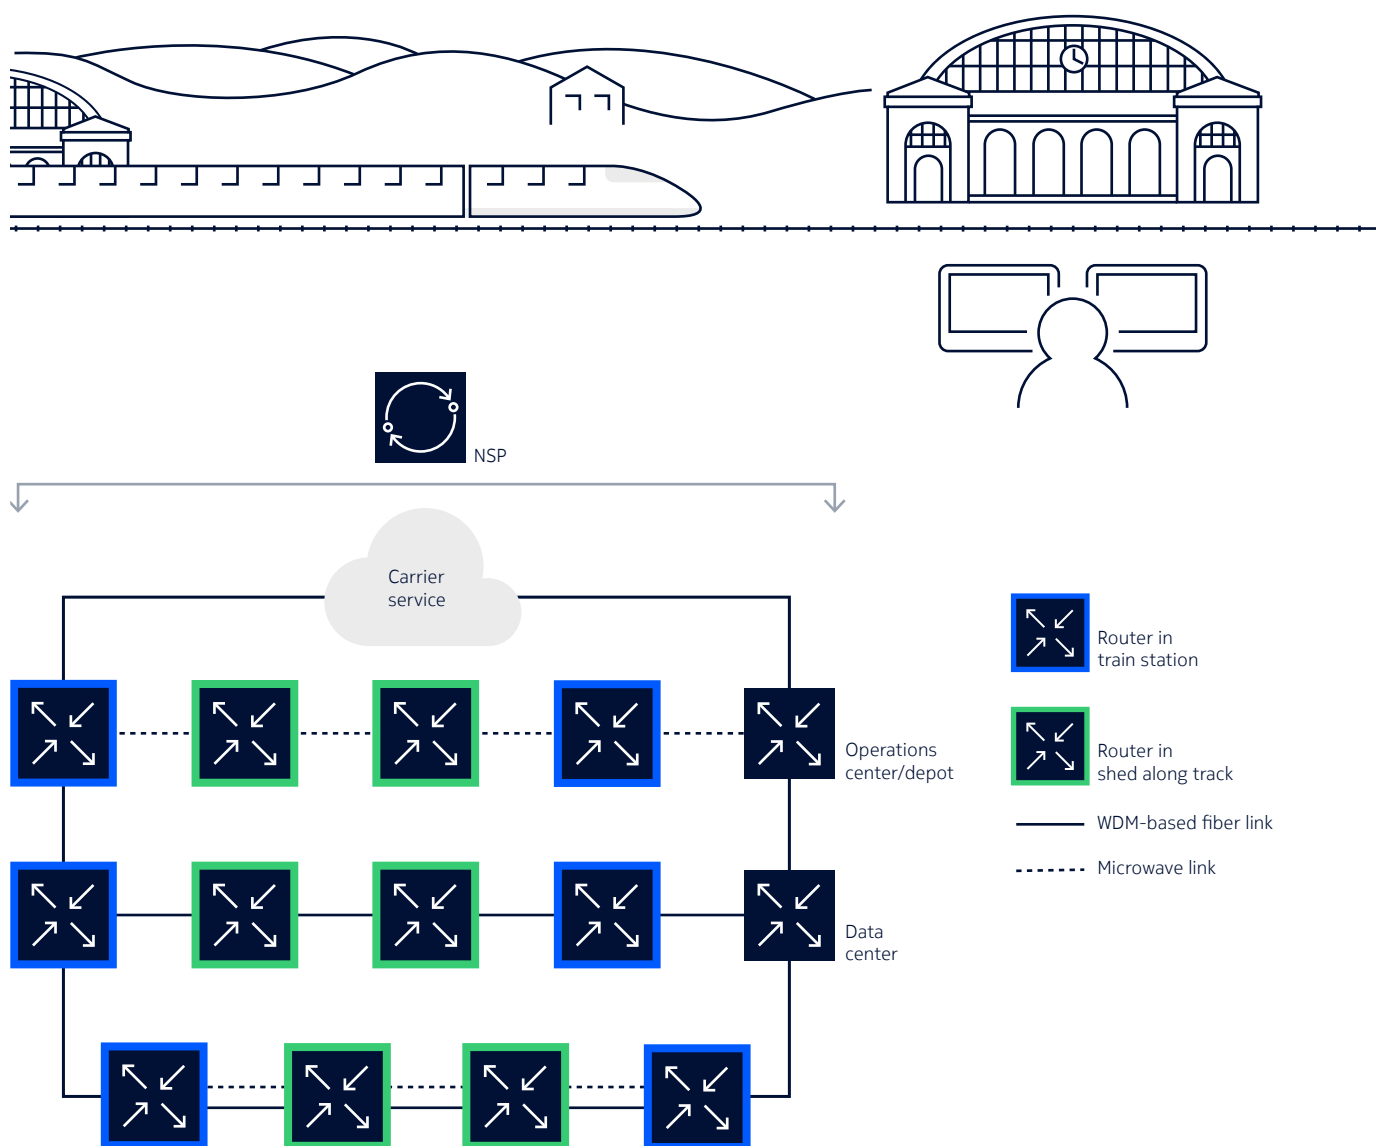 NSP
Carrier
service
Router in
train station
Operations
center/depot
Router in
shed along track
WDM-based fiber link
Microwave link
Data
center